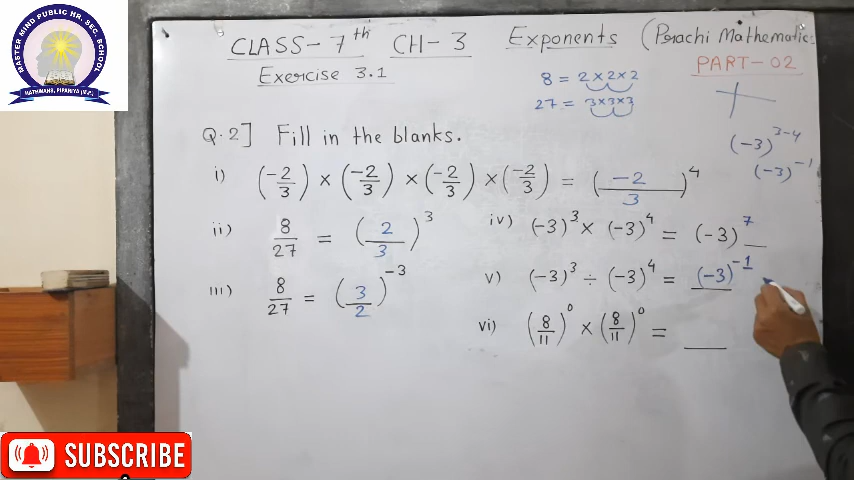 MASTER MIND PUBLIC HR. SEC. SCHOOL
HATHWANS, PIPARIYA (M.P.)
CLASS-7th CH-3 Exponents (Prachi Mathematic
Exercise 3.1
PART-02
8 = 2×2×2
27 = 3×3×3
(-3)^3-4
(-3)^-1
Q.2] Fill in the blanks.
i) (-2/3) × (-2/3) × (-2/3) × (-2/3) = (-2/3)^4
ii) 8/27 = (2/3)^3
iii) 8/27 = (3/2)^-3
iv) (-3)^3 × (-3)^4 = (-3)^7
v) (-3)^3 ÷ (-3)^4 = (-3)^-1
vi) (8/11)^0 × (8/11)^0 = ___
SUBSCRIBE